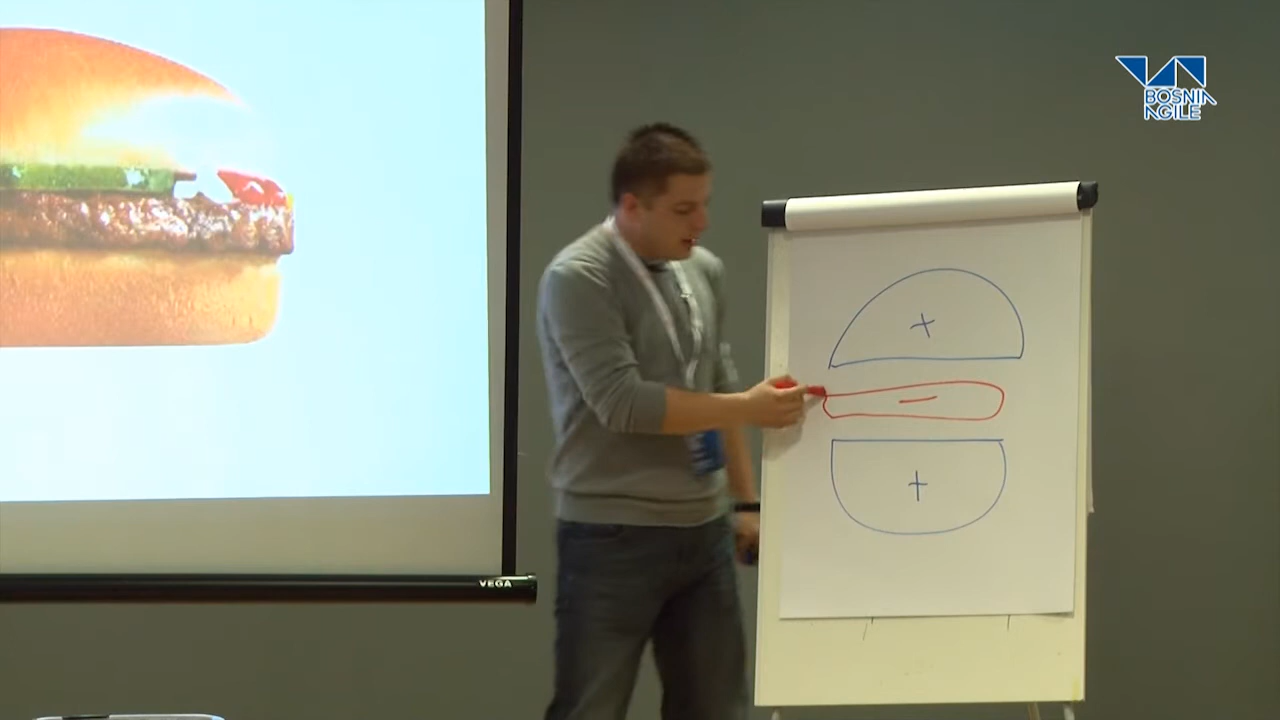 BOSNIA
AGILE
VEGA
+
-
+